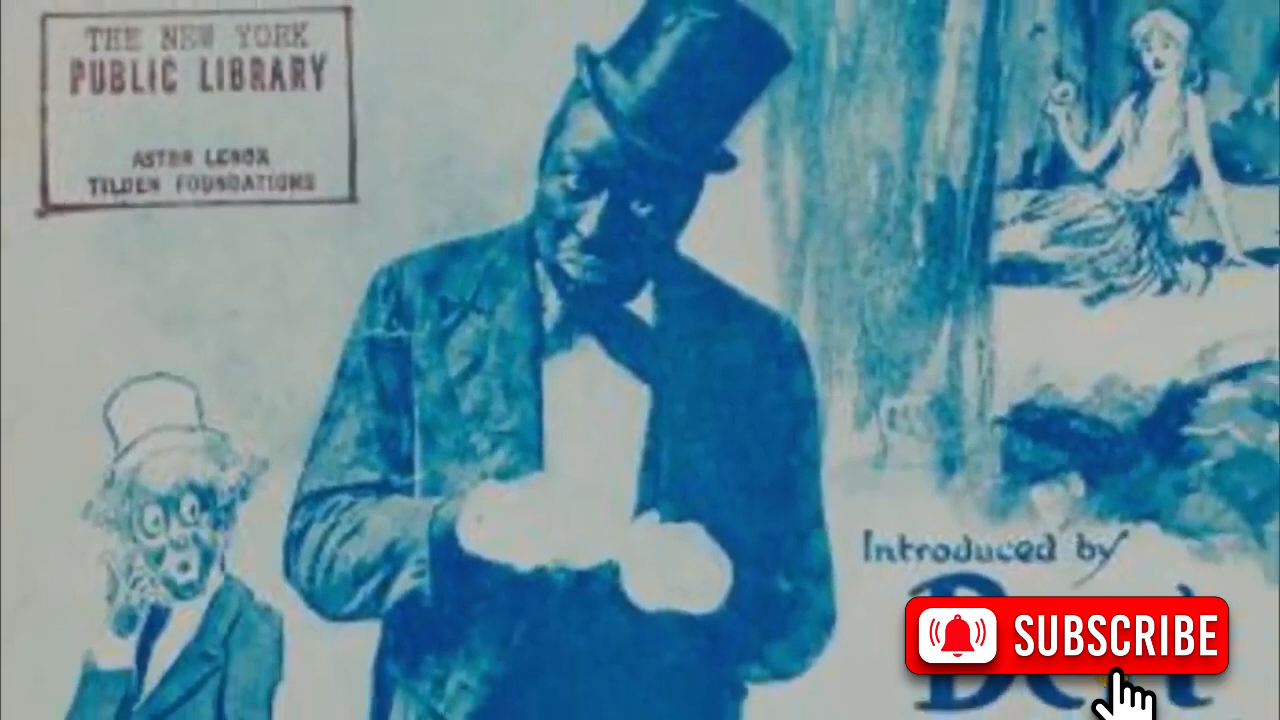 THE NEW YORK
PUBLIC LIBRARY
ASTOR LENOX
TILDEN FOUNDATIONS
Introduced by
SUBSCRIBE